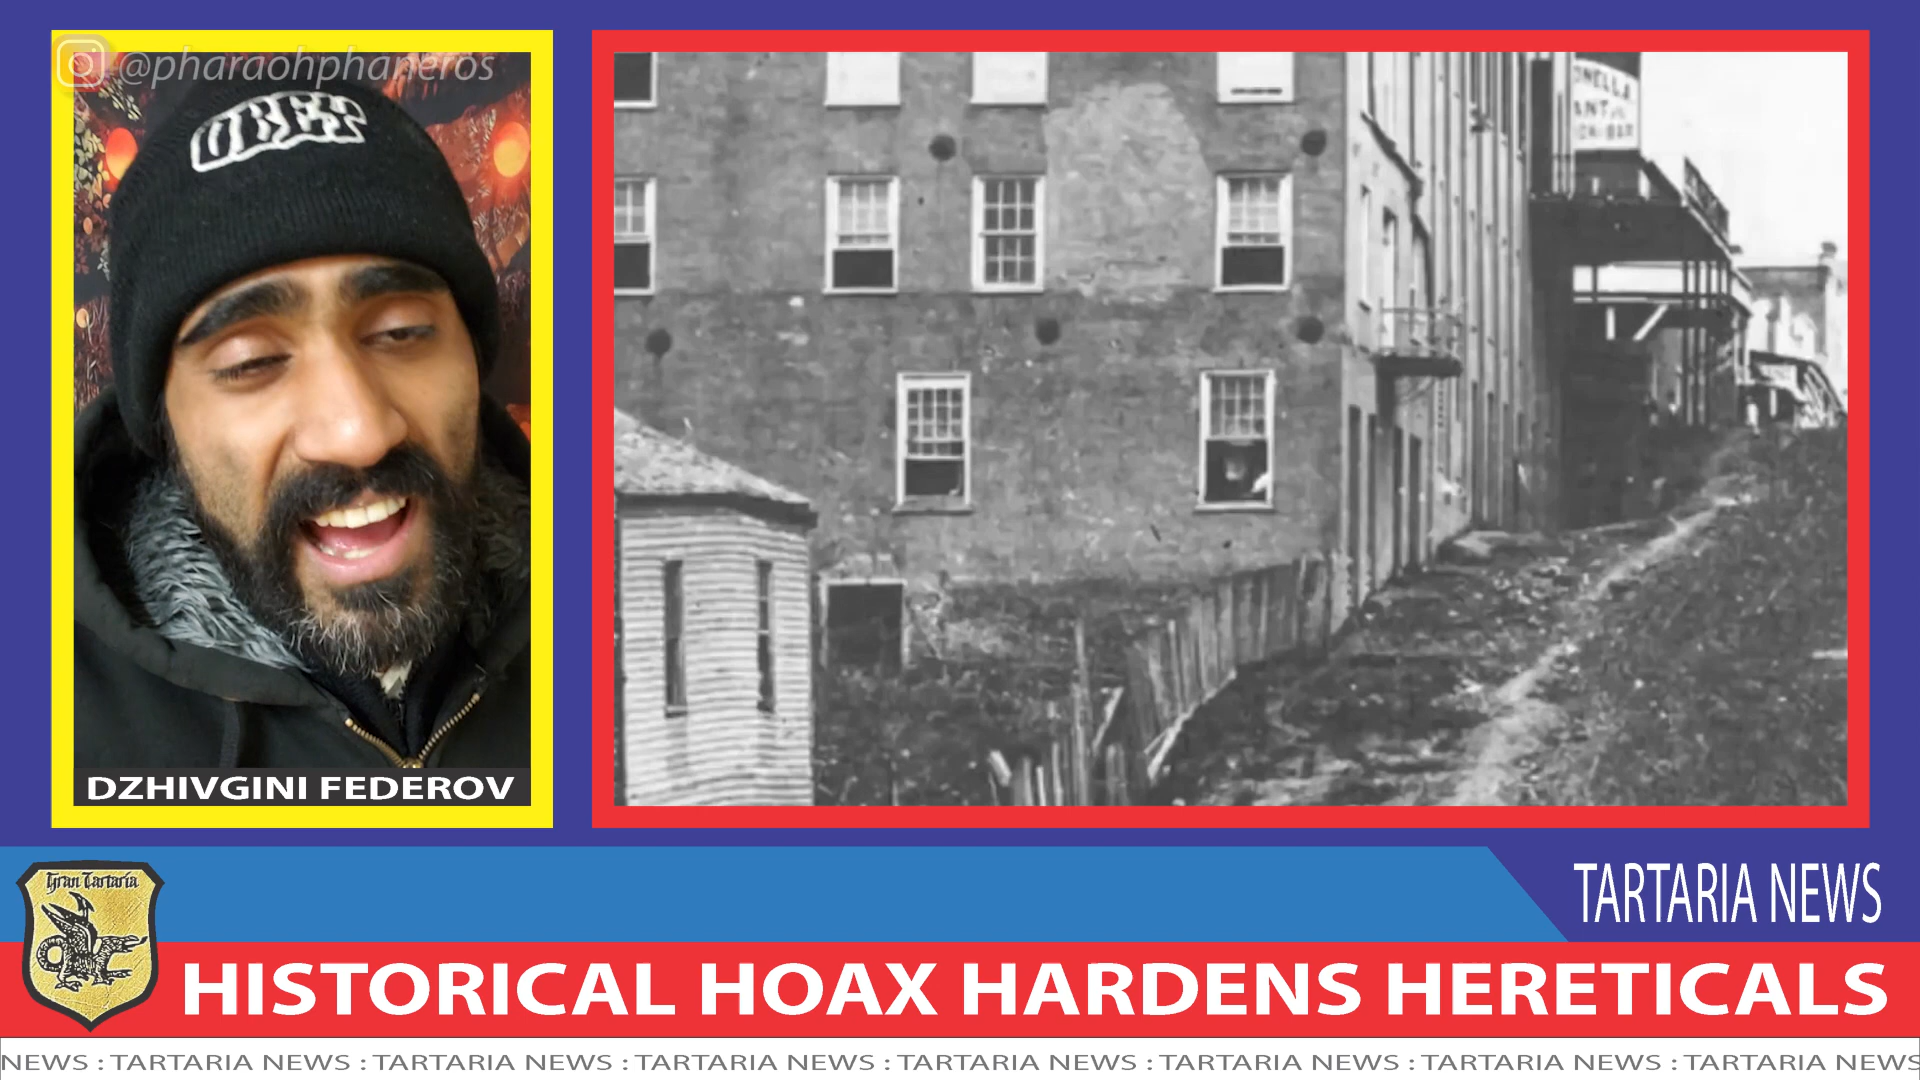 @pharaohphaneros
OBEY
DZHIVGINI FEDEROV
TARTARIA NEWS
Gran Tartaria
HISTORICAL HOAX HARDENS HERETICALS
NEWS : TARTARIA NEWS : TARTARIA NEWS : TARTARIA NEWS : TARTARIA NEWS : TARTARIA NEWS : TARTARIA NEWS : TARTARIA NEWS